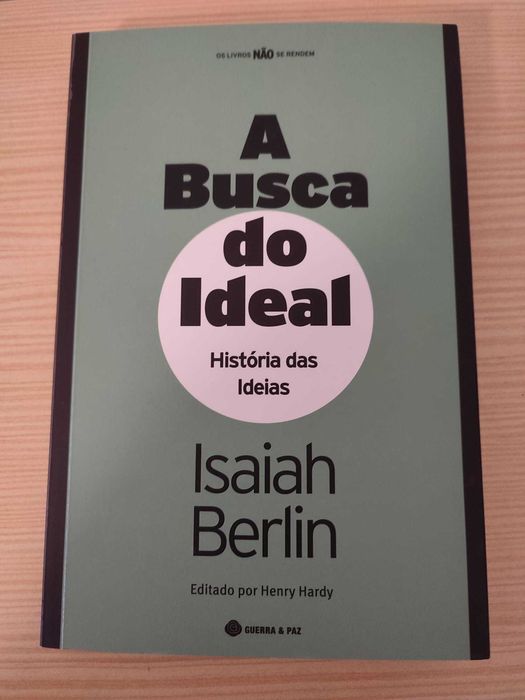 OS LIVROS NÃO SE RENDEM
A
Busca
do
Ideal
História das
Ideias
Isaiah
Berlin
Editado por Henry Hardy
GUERRA & PAZ